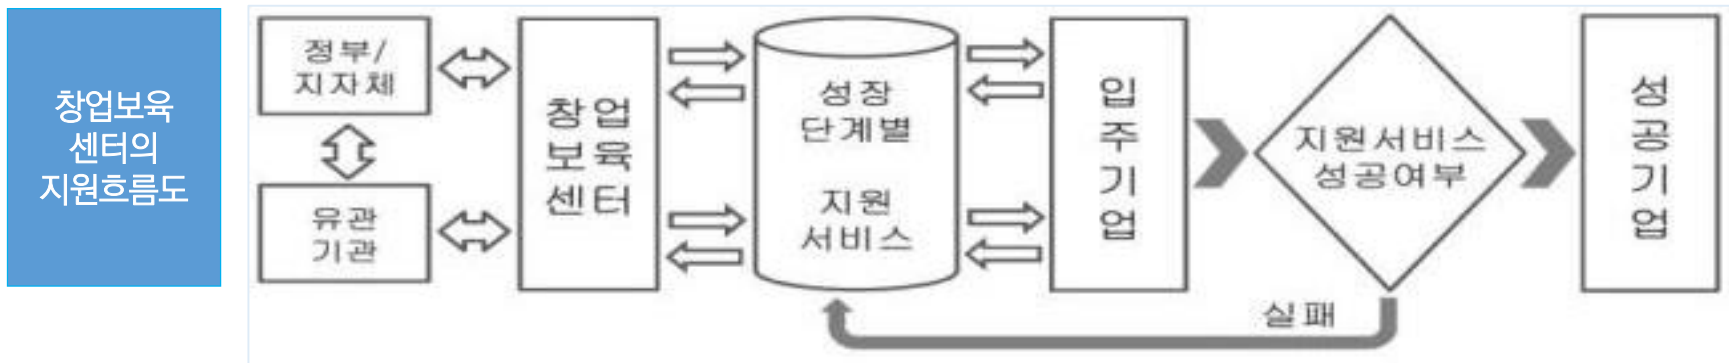 창업보육
센터의
지원흐름도
정부/
지자체
유관
기관
창업
보육
센터
성장
단계별
지원
서비스
입
주
기
업
지원서비스
성공여부
실패
성
공
기
업